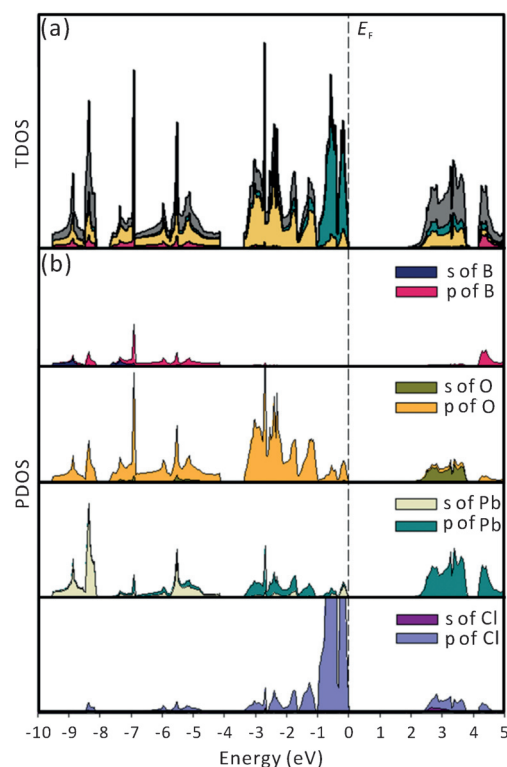 (a)
E_F
TDOS
(b)
s of B
p of B
s of O
p of O
PDOS
s of Pb
p of Pb
s of Cl
p of Cl
-10 -9 -8 -7 -6 -5 -4 -3 -2 -1 0 1 2 3 4 5
Energy (eV)